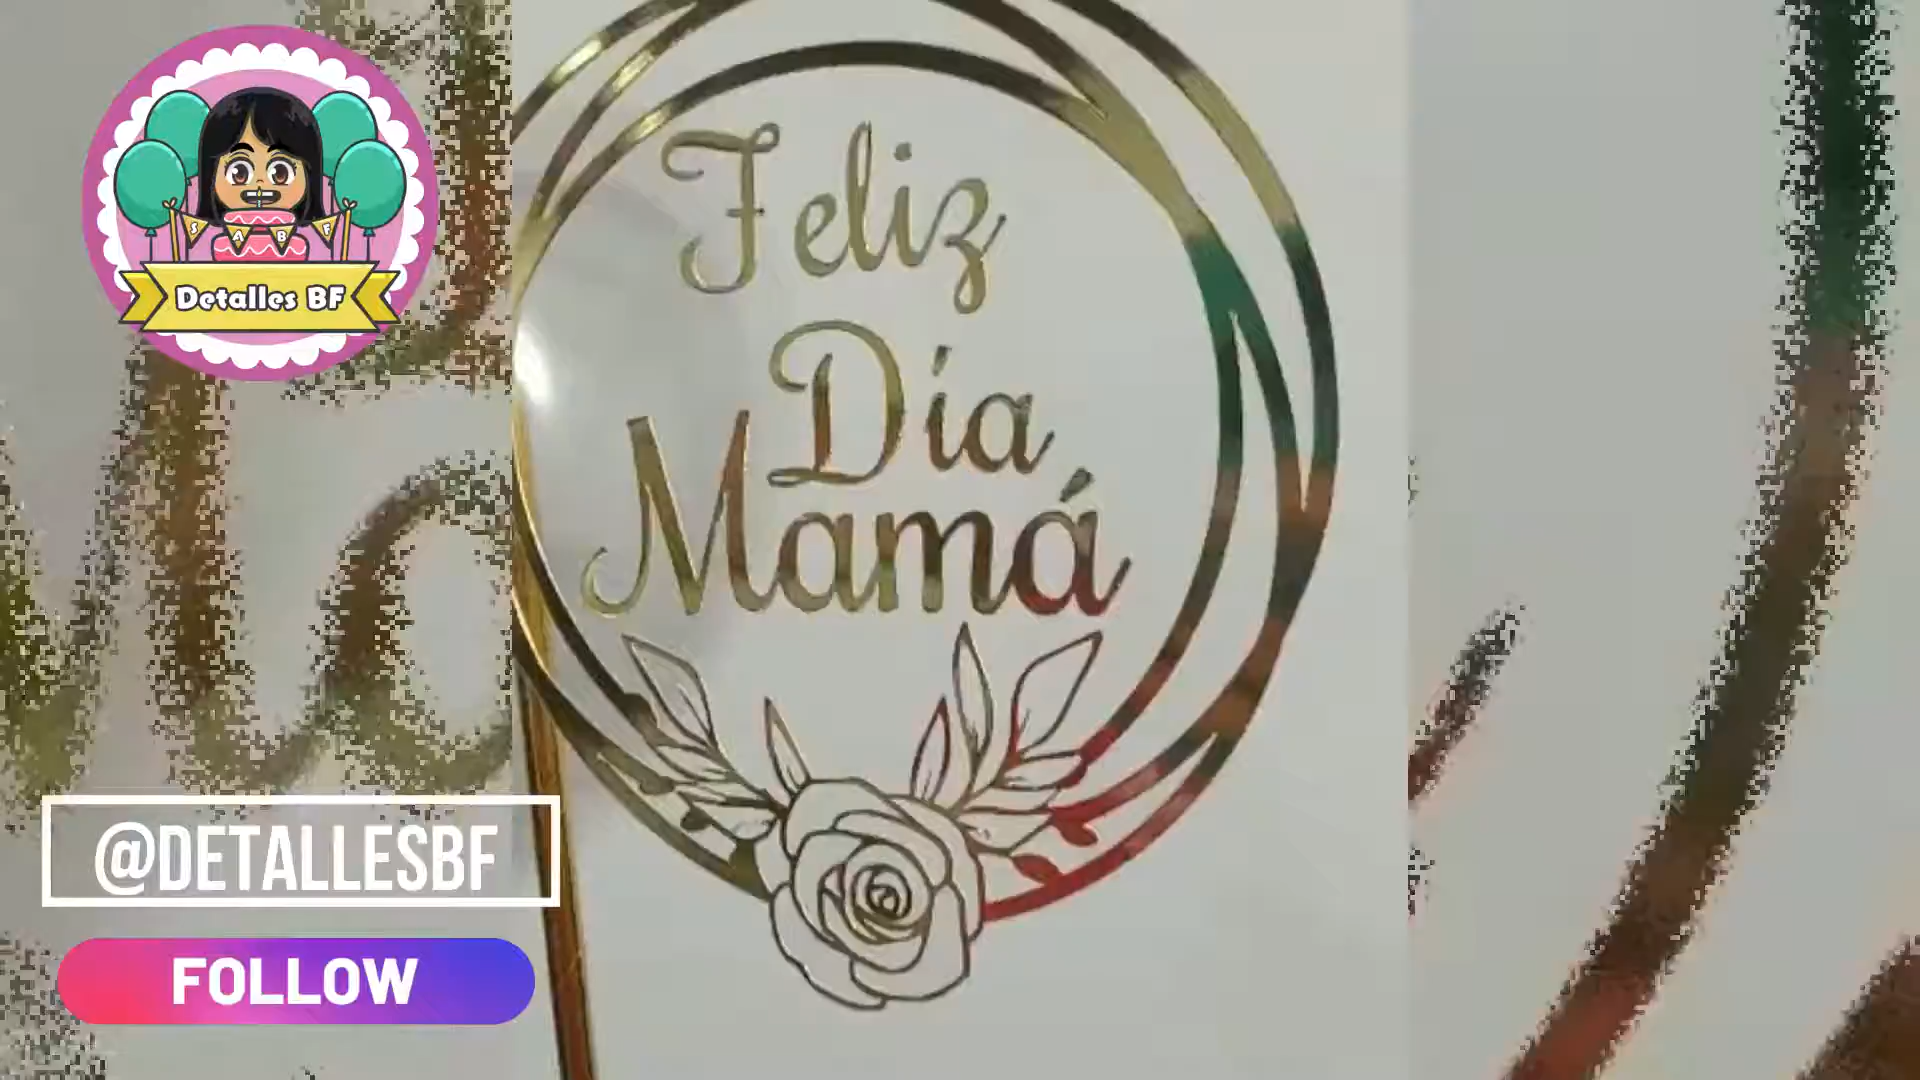 S A B F
Detalles BF
Feliz
Día
Mamá
@DETALLESBF
FOLLOW